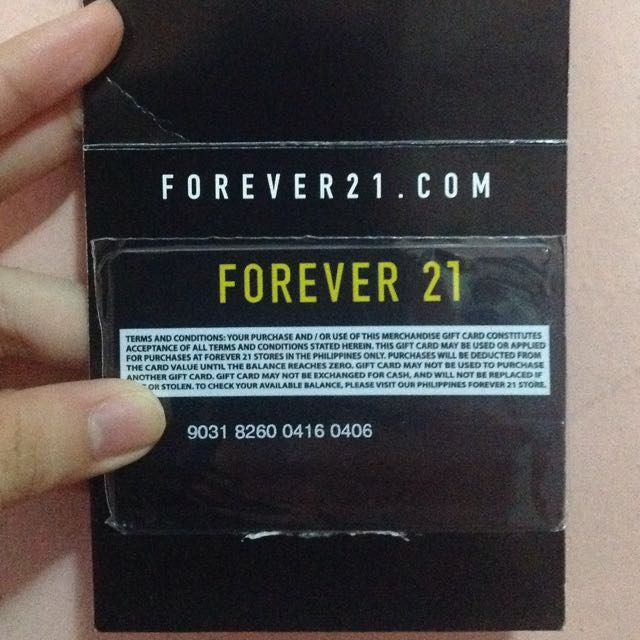 FOREVER21.COM
FOREVER 21
TERMS AND CONDITIONS: YOUR PURCHASE AND / OR USE OF THIS MERCHANDISE GIFT CARD CONSTITUTES
ACCEPTANCE OF ALL TERMS AND CONDITIONS STATED HEREIN. THIS GIFT CARD MAY BE USED OR APPLIED
FOR PURCHASES AT FOREVER 21 STORES IN THE PHILIPPINES ONLY. PURCHASES WILL BE DEDUCTED FROM
THE CARD VALUE UNTIL THE BALANCE REACHES ZERO. GIFT CARD MAY NOT BE USED TO PURCHASE
ANOTHER GIFT CARD. GIFT CARD MAY NOT BE EXCHANGED FOR CASH, AND WILL NOT BE REPLACED IF
OR STOLEN. TO CHECK YOUR AVAILABLE BALANCE, PLEASE VISIT OUR PHILIPPINES FOREVER 21 STORE.
9031 8260 0416 0406